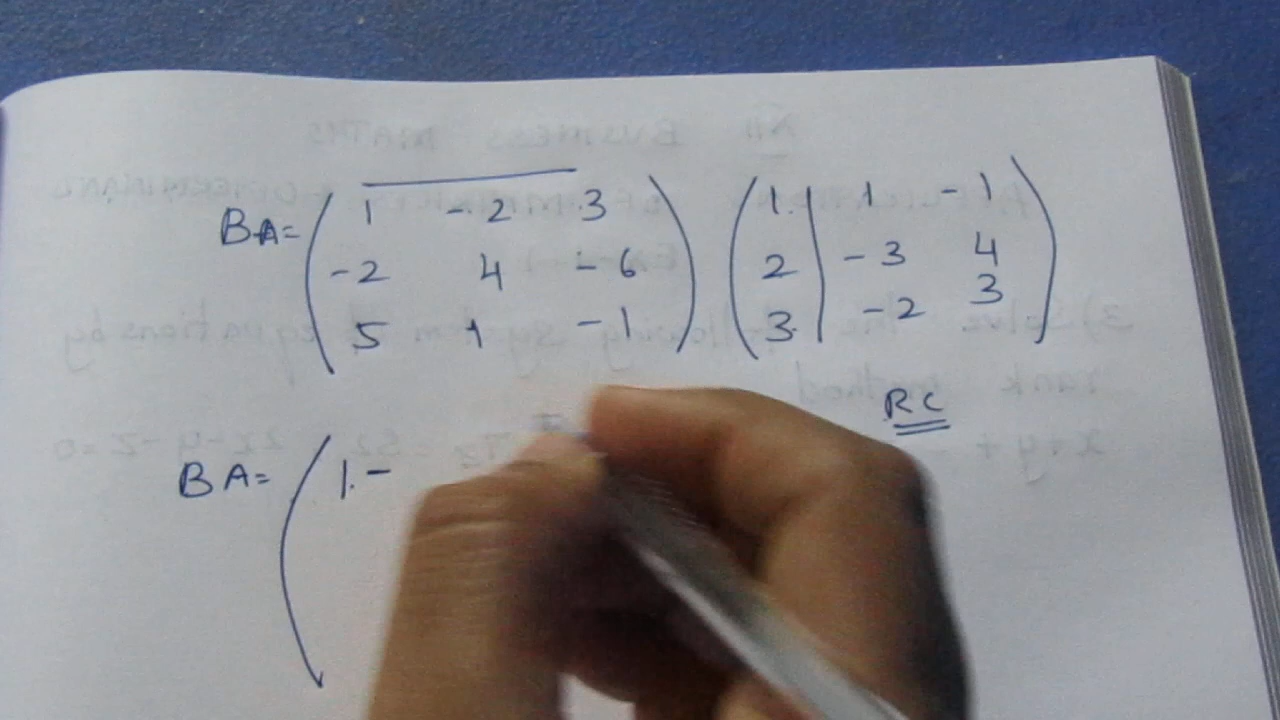 BA = ( 1 -2 3 ) ( 1 | 1 -1 )
-2 4 -6 2 -3 4
5 1 -1 3 -2 3
RC
BA = ( 1 -